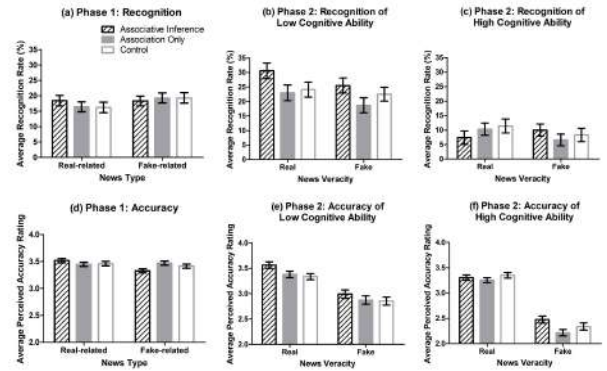 (a) Phase 1: Recognition
Average Recognition Rate (%)
40
35
30
25
20
15
10
5
0
Associative Inference
Association Only
Control
Real-related
Fake-related
News Type
(b) Phase 2: Recognition of
Low Cognitive Ability
Average Recognition Rate (%)
40
35
30
25
20
15
10
5
0
Real
Fake
News Veracity
(c) Phase 2: Recognition of
High Cognitive Ability
Average Recognition Rate (%)
40
35
30
25
20
15
10
5
0
Real
Fake
News Veracity
(d) Phase 1: Accuracy
Average Perceived Accuracy Rating
4.0
3.5
3.0
2.5
2.0
Real-related
Fake-related
News Type
(e) Phase 2: Accuracy of
Low Cognitive Ability
Average Perceived Accuracy Rating
4.0
3.5
3.0
2.5
2.0
Real
Fake
News Veracity
(f) Phase 2: Accuracy of
High Cognitive Ability
Average Perceived Accuracy Rating
4.0
3.5
3.0
2.5
2.0
Real
Fake
News Veracity